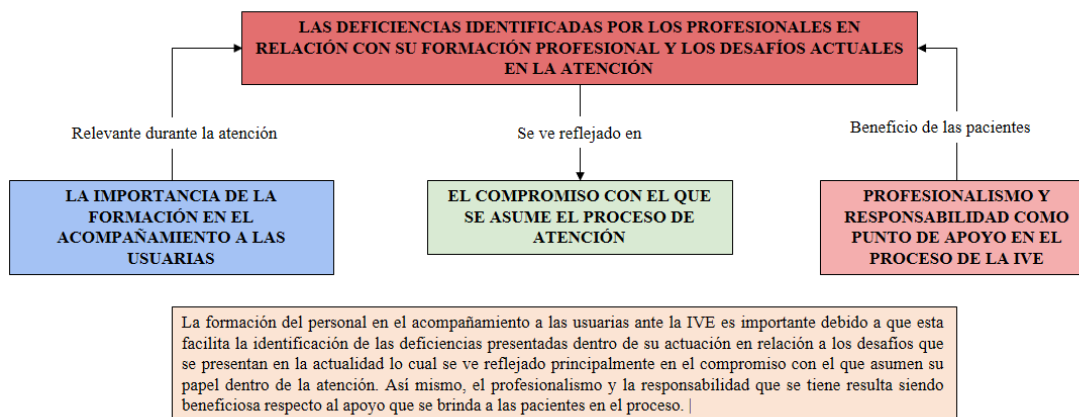 LAS DEFICIENCIAS IDENTIFICADAS POR LOS PROFESIONALES EN
RELACIÓN CON SU FORMACIÓN PROFESIONAL Y LOS DESAFÍOS ACTUALES
EN LA ATENCIÓN
Relevante durante la atención
Se ve reflejado en
Beneficio de las pacientes
LA IMPORTANCIA DE LA
FORMACIÓN EN EL
ACOMPAÑAMIENTO A LAS
USUARIAS
EL COMPROMISO CON EL QUE
SE ASUME EL PROCESO DE
ATENCIÓN
PROFESIONALISMO Y
RESPONSABILIDAD COMO
PUNTO DE APOYO EN EL
PROCESO DE LA IVE
La formación del personal en el acompañamiento a las usuarias ante la IVE es importante debido a que esta
facilita la identificación de las deficiencias presentadas dentro de su actuación en relación a los desafíos que
se presentan en la actualidad lo cual se ve reflejado principalmente en el compromiso con el que asumen su
papel dentro de la atención. Así mismo, el profesionalismo y la responsabilidad que se tiene resulta siendo
beneficiosa respecto al apoyo que se brinda a las pacientes en el proceso.